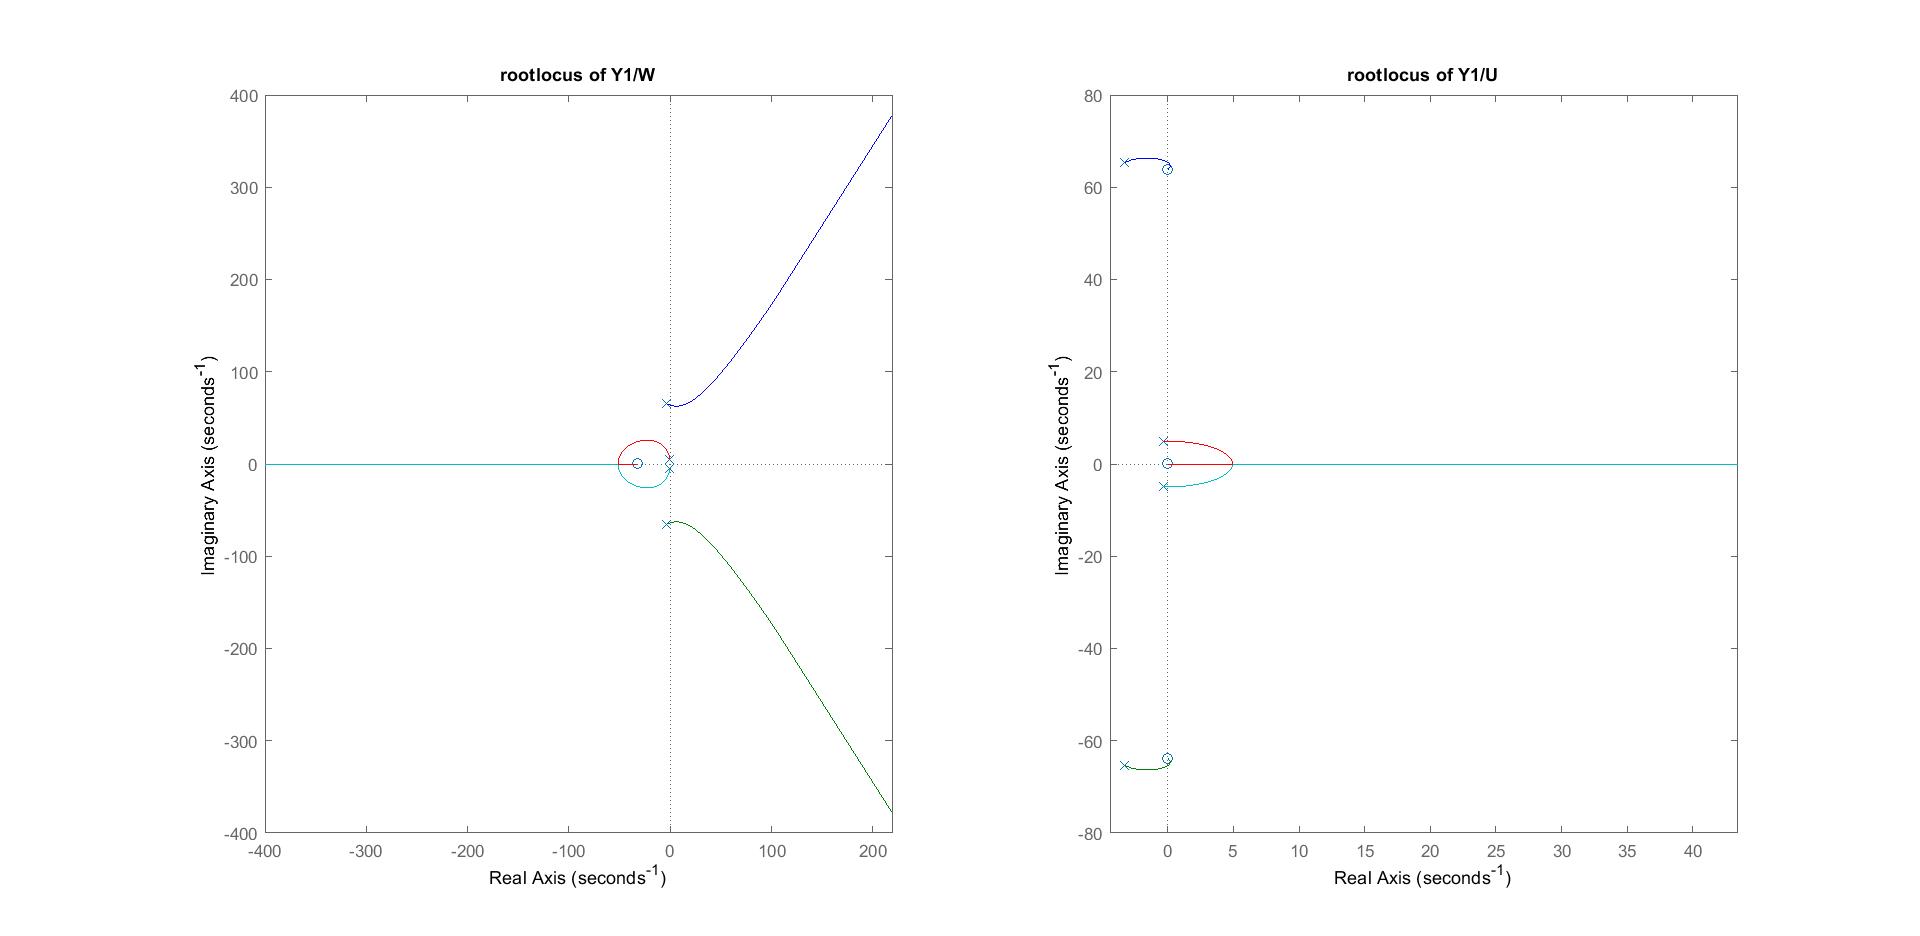 rootlocus of Y1/W
400
300
200
100
0
-100
-200
-300
-400
-400 -300 -200 -100 0 100 200
Real Axis (seconds-1)
Imaginary Axis (seconds-1)
rootlocus of Y1/U
80
60
40
20
0
-20
-40
-60
-80
0 5 10 15 20 25 30 35 40
Real Axis (seconds-1)
Imaginary Axis (seconds-1)